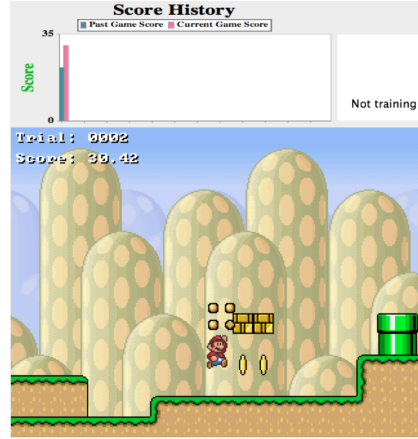 Score History
Past Game Score Current Game Score
35
Score
0
Not training
Trial: 0002
Score: 30.42